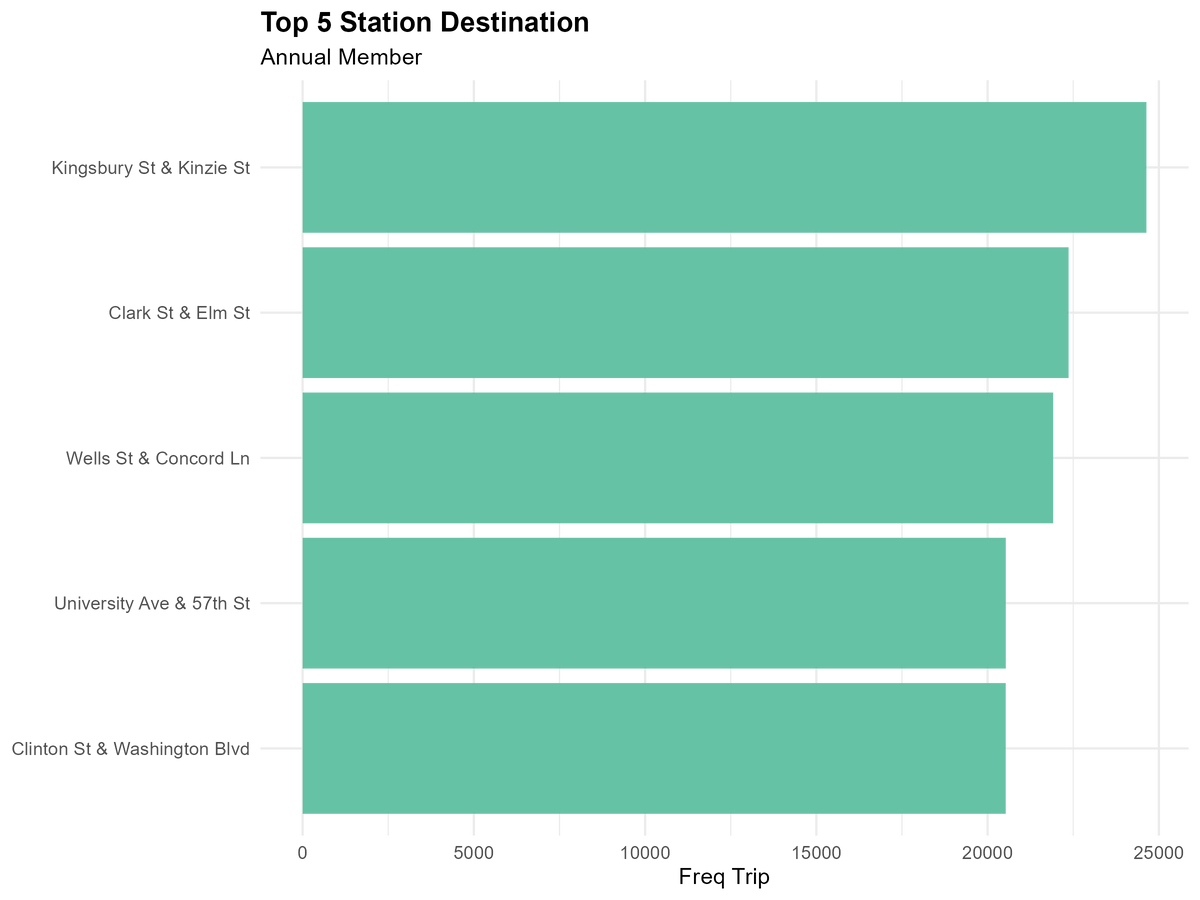 Top 5 Station Destination
Annual Member
Kingsbury St & Kinzie St
Clark St & Elm St
Wells St & Concord Ln
University Ave & 57th St
Clinton St & Washington Blvd
0 5000 10000 15000 20000 25000
Freq Trip